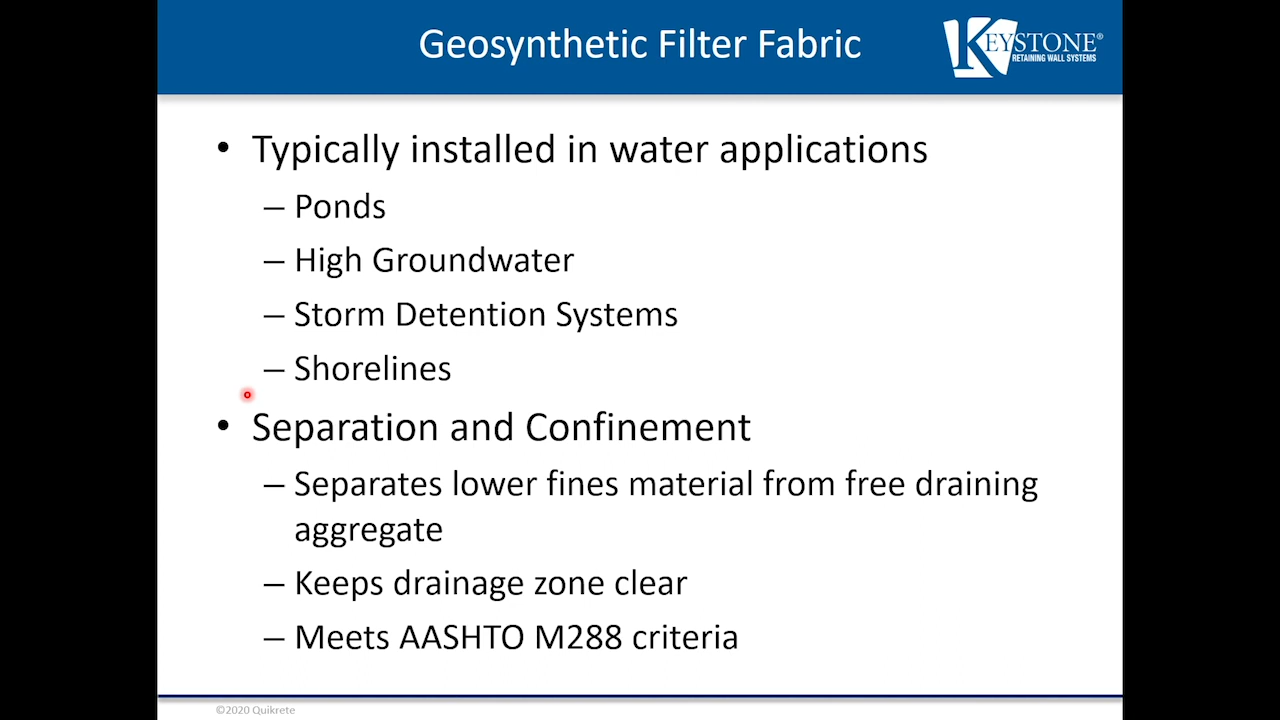 Geosynthetic Filter Fabric
KEYSTONE®
RETAINING WALL SYSTEMS
• Typically installed in water applications
– Ponds
– High Groundwater
– Storm Detention Systems
– Shorelines
• Separation and Confinement
– Separates lower fines material from free draining
aggregate
– Keeps drainage zone clear
– Meets AASHTO M288 criteria
©2020 Quikrete